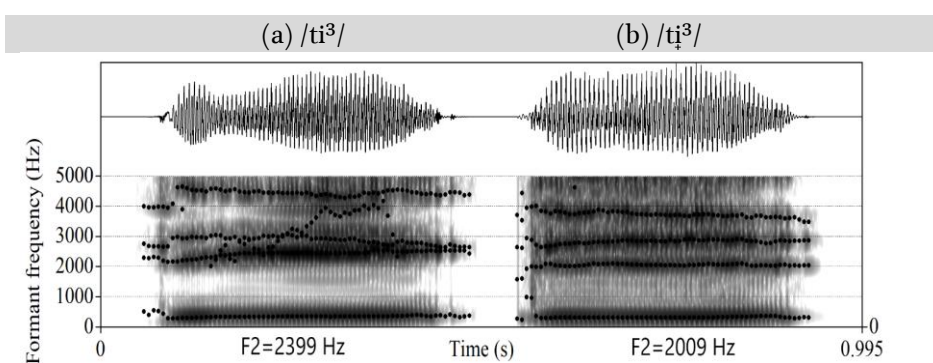 (a) /ti³/ (b) /ti̟³/
Formant frequency (Hz)
5000
4000
3000
2000
1000
0 0
0 F2=2399 Hz Time (s) F2=2009 Hz 0.995